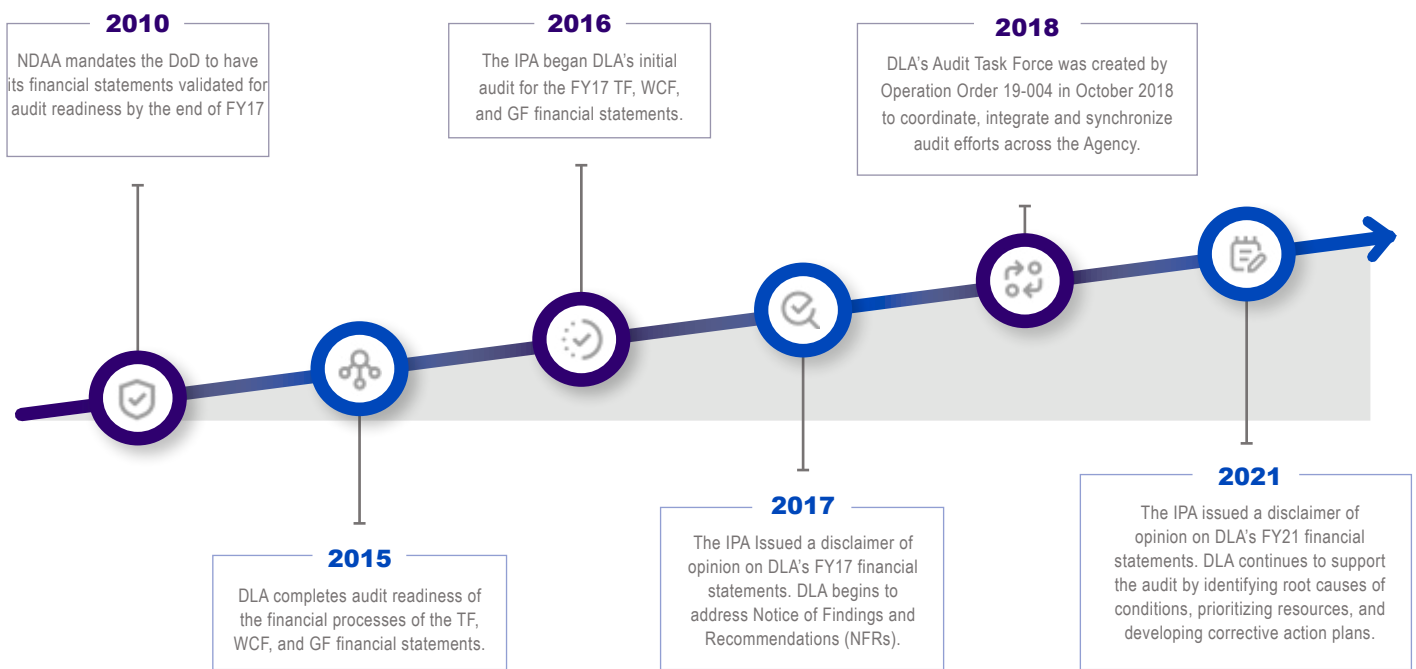 2010
NDAA mandates the DoD to have
its financial statements validated for
audit readiness by the end of FY17
2016
The IPA began DLA’s initial
audit for the FY17 TF, WCF,
and GF financial statements.
2018
DLA’s Audit Task Force was created by
Operation Order 19-004 in October 2018
to coordinate, integrate and synchronize
audit efforts across the Agency.
2015
DLA completes audit readiness of
the financial processes of the TF,
WCF, and GF financial statements.
2017
The IPA Issued a disclaimer of
opinion on DLA’s FY17 financial
statements. DLA begins to
address Notice of Findings and
Recommendations (NFRs).
2021
The IPA issued a disclaimer of
opinion on DLA’s FY21 financial
statements. DLA continues to support
the audit by identifying root causes of
conditions, prioritizing resources, and
developing corrective action plans.